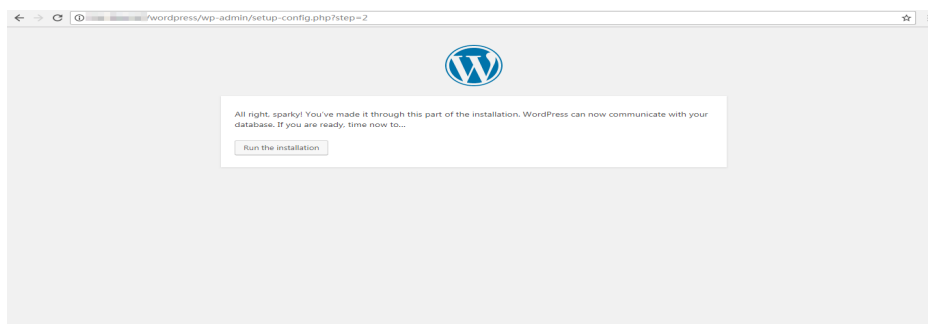 /wordpress/wp-admin/setup-config.php?step=2
W
All right, sparky! You've made it through this part of the installation. WordPress can now communicate with your
database. If you are ready, time now to...
Run the installation